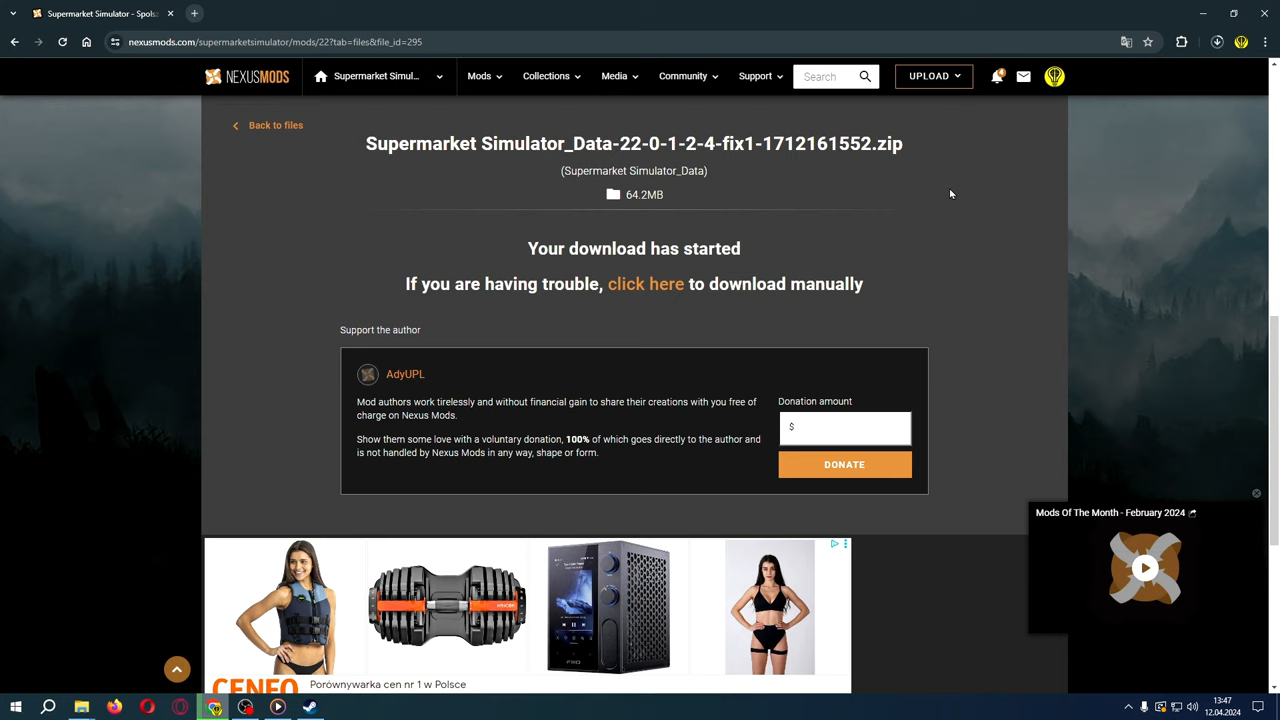 Supermarket Simulator - Spols
nexusmods.com/supermarketsimulator/mods/22?tab=files&file_id=295
NEXUSMODS
Supermarket Simul...
Mods
Collections
Media
Community
Support
Search
UPLOAD
4
Back to files
Supermarket Simulator_Data-22-0-1-2-4-fix1-1712161552.zip
(Supermarket Simulator_Data)
64.2MB
Your download has started
If you are having trouble, click here to download manually
Support the author
AdyUPL
Mod authors work tirelessly and without financial gain to share their creations with you free of
charge on Nexus Mods.
Show them some love with a voluntary donation, 100% of which goes directly to the author and
is not handled by Nexus Mods in any way, shape or form.
Donation amount
$
DONATE
Mods Of The Month - February 2024
FIIO
CENEO
Porównywarka cen nr 1 w Polsce
13:47
12.04.2024